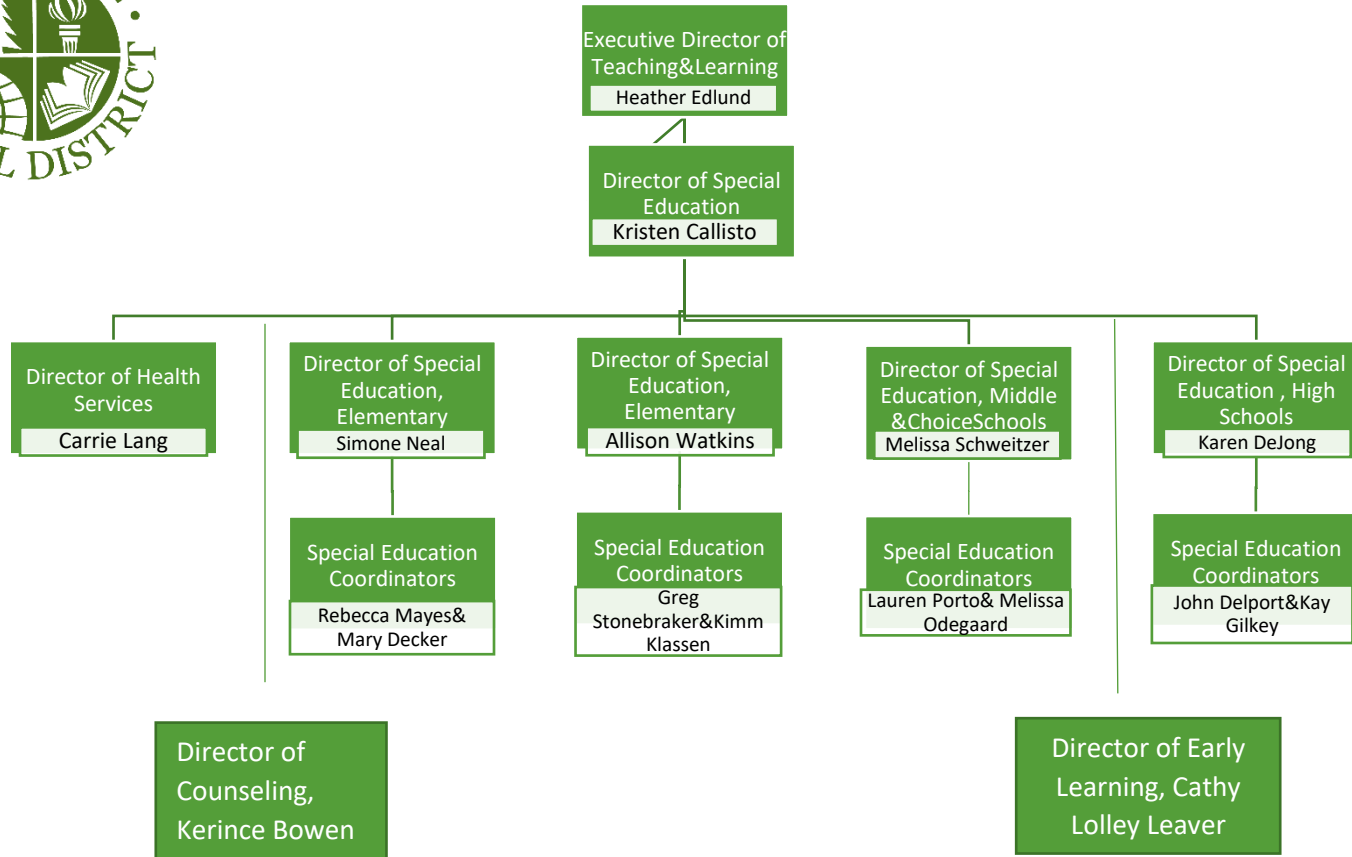 L DISTRICT
Executive Director of
Teaching&Learning
Heather Edlund
Director of Special
Education
Kristen Callisto
Director of Health
Services
Carrie Lang
Director of Special
Education,
Elementary
Simone Neal
Director of Special
Education,
Elementary
Allison Watkins
Director of Special
Education, Middle
&ChoiceSchools
Melissa Schweitzer
Director of Special
Education , High
Schools
Karen DeJong
Special Education
Coordinators
Rebecca Mayes&
Mary Decker
Special Education
Coordinators
Greg
Stonebraker&Kimm
Klassen
Special Education
Coordinators
Lauren Porto& Melissa
Odegaard
Special Education
Coordinators
John Delport&Kay
Gilkey
Director of
Counseling,
Kerince Bowen
Director of Early
Learning, Cathy
Lolley Leaver